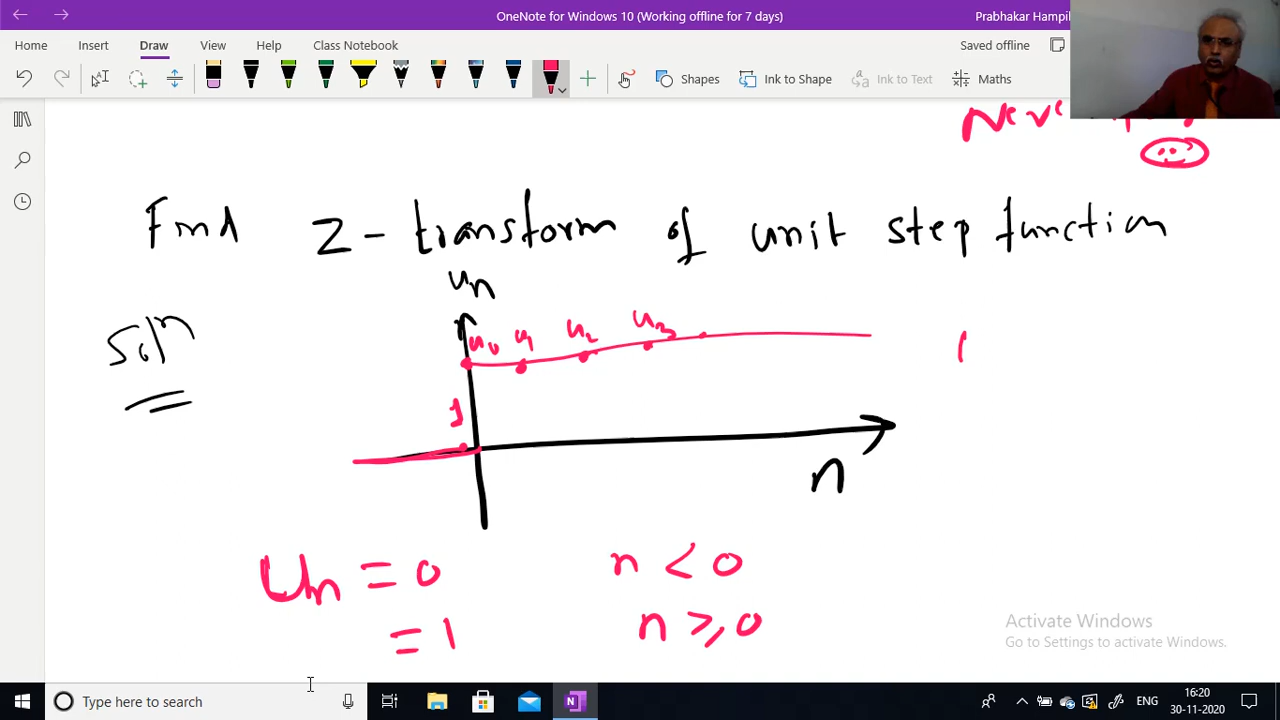 OneNote for Windows 10 (Working offline for 7 days)
Prabhakar Hampil
Home Insert Draw View Help Class Notebook
Saved offline
Shapes Ink to Shape Ink to Text Maths
Find Z-transform of unit step function
un
Soln
u0 u1 u2 u3
1
n
Un = 0 n < 0
= 1 n ≥ 0
Activate Windows
Go to Settings to activate Windows.
Type here to search
ENG
16:20
30-11-2020